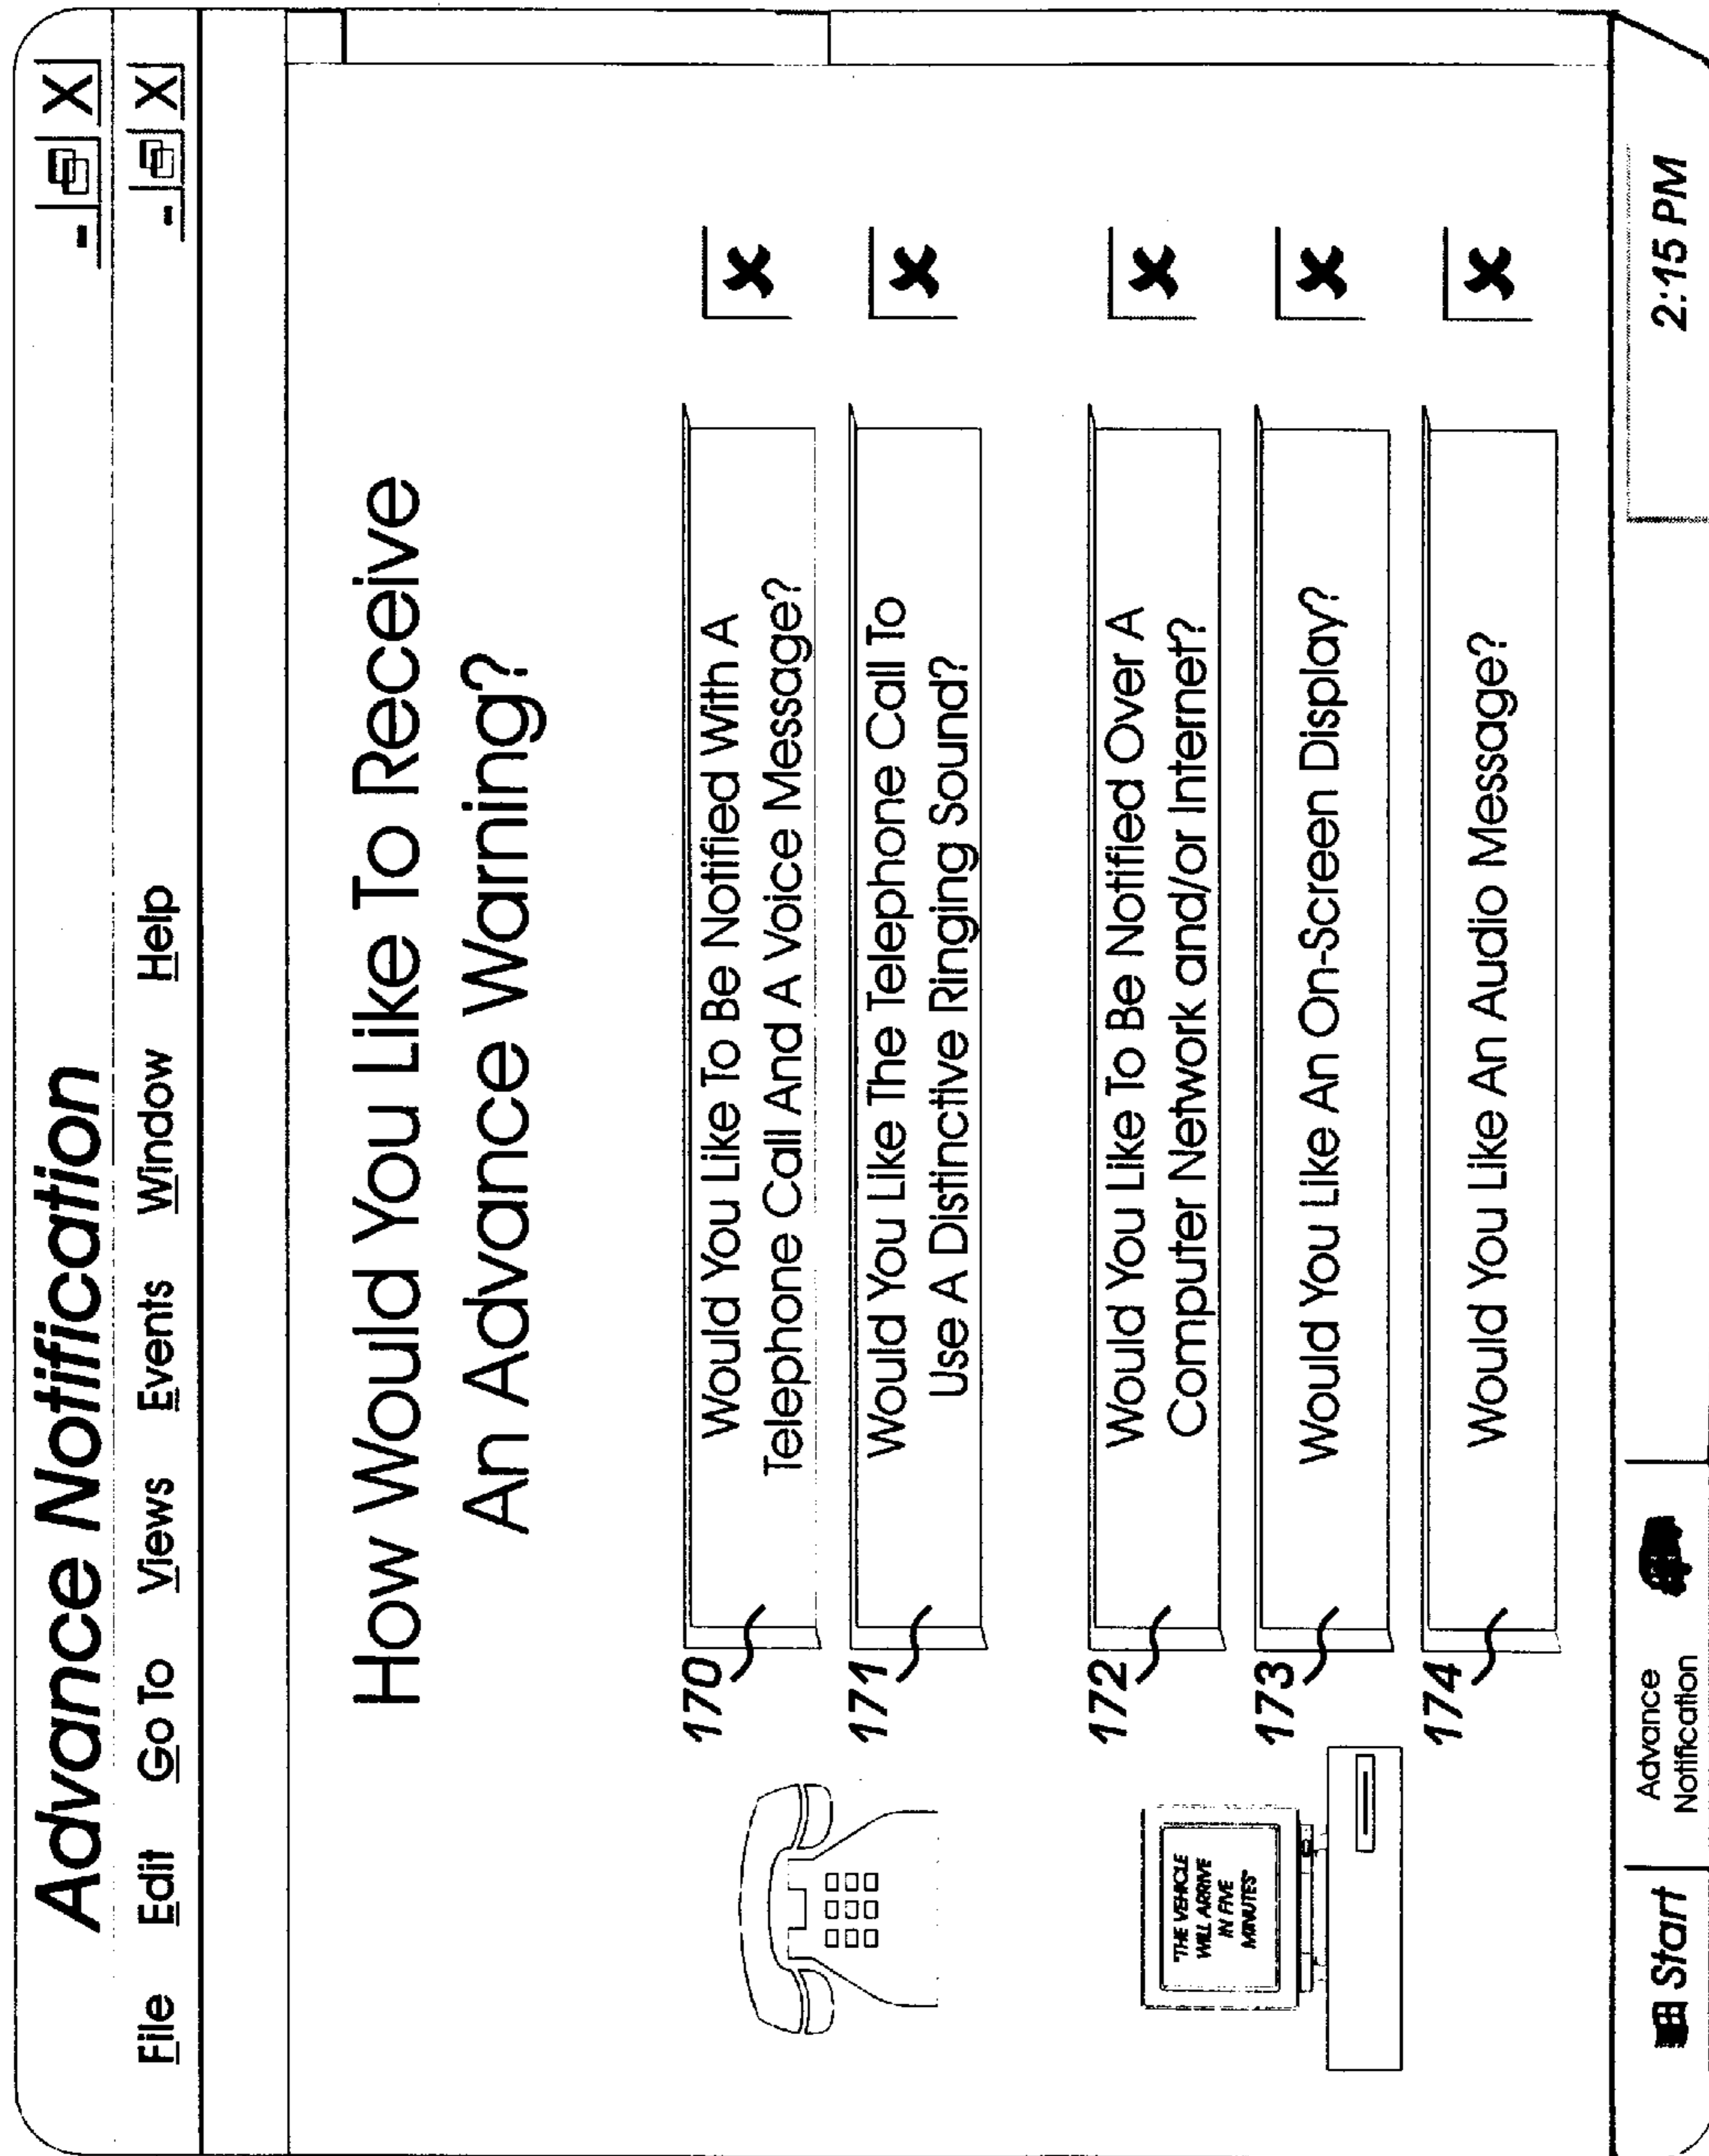 Advance Notification
File Edit Go To Views Events Window Help
How Would You Like To Receive
An Advance Warning?
170
Would You Like To Be Notified With A
Telephone Call And A Voice Message?
171
Would You Like The Telephone Call To
Use A Distinctive Ringing Sound?
172
Would You Like To Be Notified Over A
Computer Network and/or Internet?
173
Would You Like An On-Screen Display?
174
Would You Like An Audio Message?
"THE VEHICLE
WILL ARRIVE
IN FIVE
MINUTES"
Start
Advance
Notification
2:15 PM